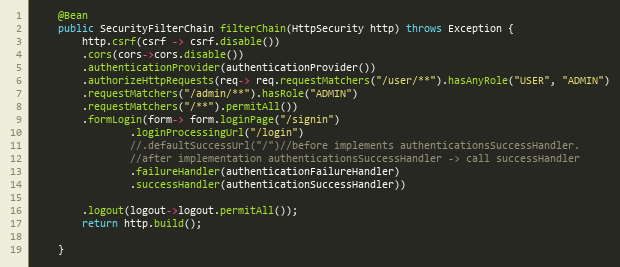 1 @Bean
2 public SecurityFilterChain filterChain(HttpSecurity http) throws Exception {
3 http.csrf(csrf -> csrf.disable())
4 .cors(cors->cors.disable())
5 .authenticationProvider(authenticationProvider())
6 .authorizeHttpRequests(req-> req.requestMatchers("/user/**").hasAnyRole("USER", "ADMIN")
7 .requestMatchers("/admin/**").hasRole("ADMIN")
8 .requestMatchers("/**").permitAll())
9 .formLogin(form-> form.loginPage("/signin")
10 .loginProcessingUrl("/login")
11 //.defaultSuccessUrl("/")//before implements authenticationsSuccessHandler.
12 //after implementation authenticationsSuccessHandler -> call successHandler
13 .failureHandler(authenticationFailureHandler)
14 .successHandler(authenticationSuccessHandler))
15
16 .logout(logout->logout.permitAll());
17 return http.build();
18
19 }